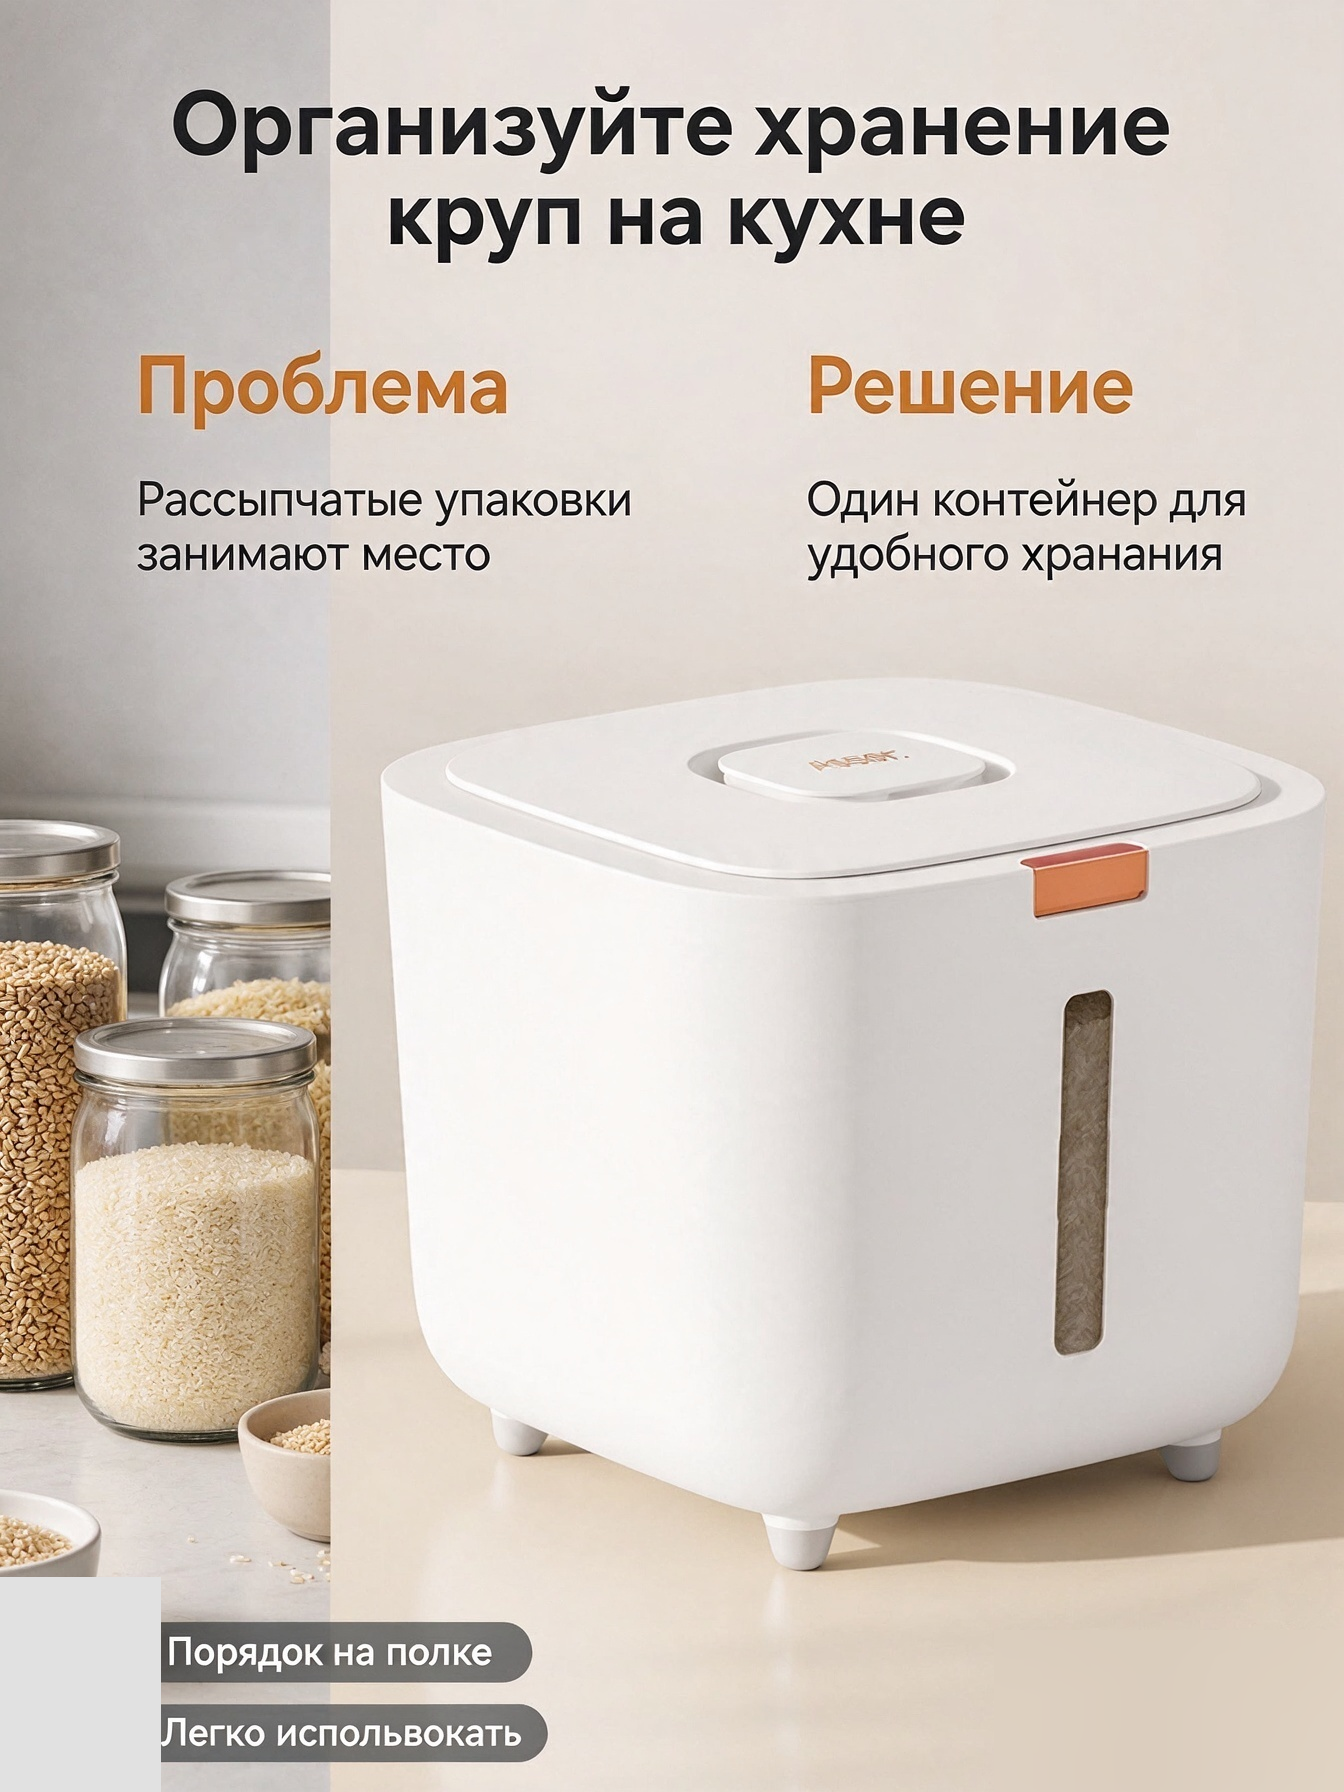 Организуйте хранение
круп на кухне
Проблема
Рассыпчатые упаковки
занимают место
Решение
Один контейнер для
удобного хранания
Порядок на полке
Легко испольвокать